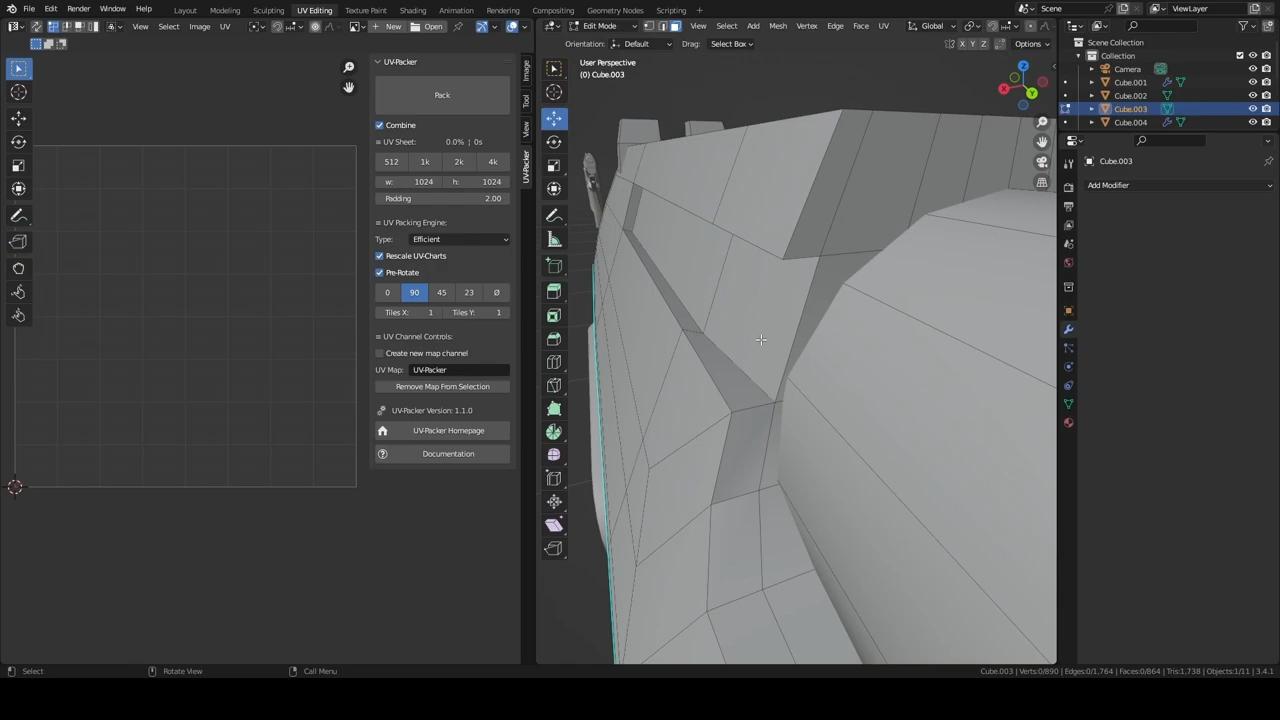 File Edit Render Window Help Layout Modeling Sculpting UV Editing Texture Paint Shading Animation Rendering Compositing Geometry Nodes Scripting Scene ViewLayer
View Select Image UV New Open Edit Mode View Select Add Mesh Vertex Edge Face UV Global
Orientation: Default Drag: Select Box X Y Z Options
Scene Collection
Collection
Camera
Cube.001
Cube.002
Cube.003
Cube.004
UV-Packer
Pack
Combine
UV Sheet: 0.0% | 0s
512 1k 2k 4k
w: 1024 h: 1024
Padding 2.00
UV Packing Engine:
Type: Efficient
Rescale UV-Charts
Pre-Rotate
0 90 45 23 Ø
Tiles X: 1 Tiles Y: 1
UV Channel Controls:
Create new map channel
UV Map: UV-Packer
Remove Map From Selection
UV-Packer Version: 1.1.0
UV-Packer Homepage
Documentation
Image
Tool
View
UV-Packer
User Perspective
(0) Cube.003
Z
X
Y
Cube.003
Add Modifier
Select Rotate View Call Menu Cube.003 | Verts:0/890 | Edges:0/1,764 | Faces:0/864 | Tris:1,738 | Objects:1/11 | 3.4.1